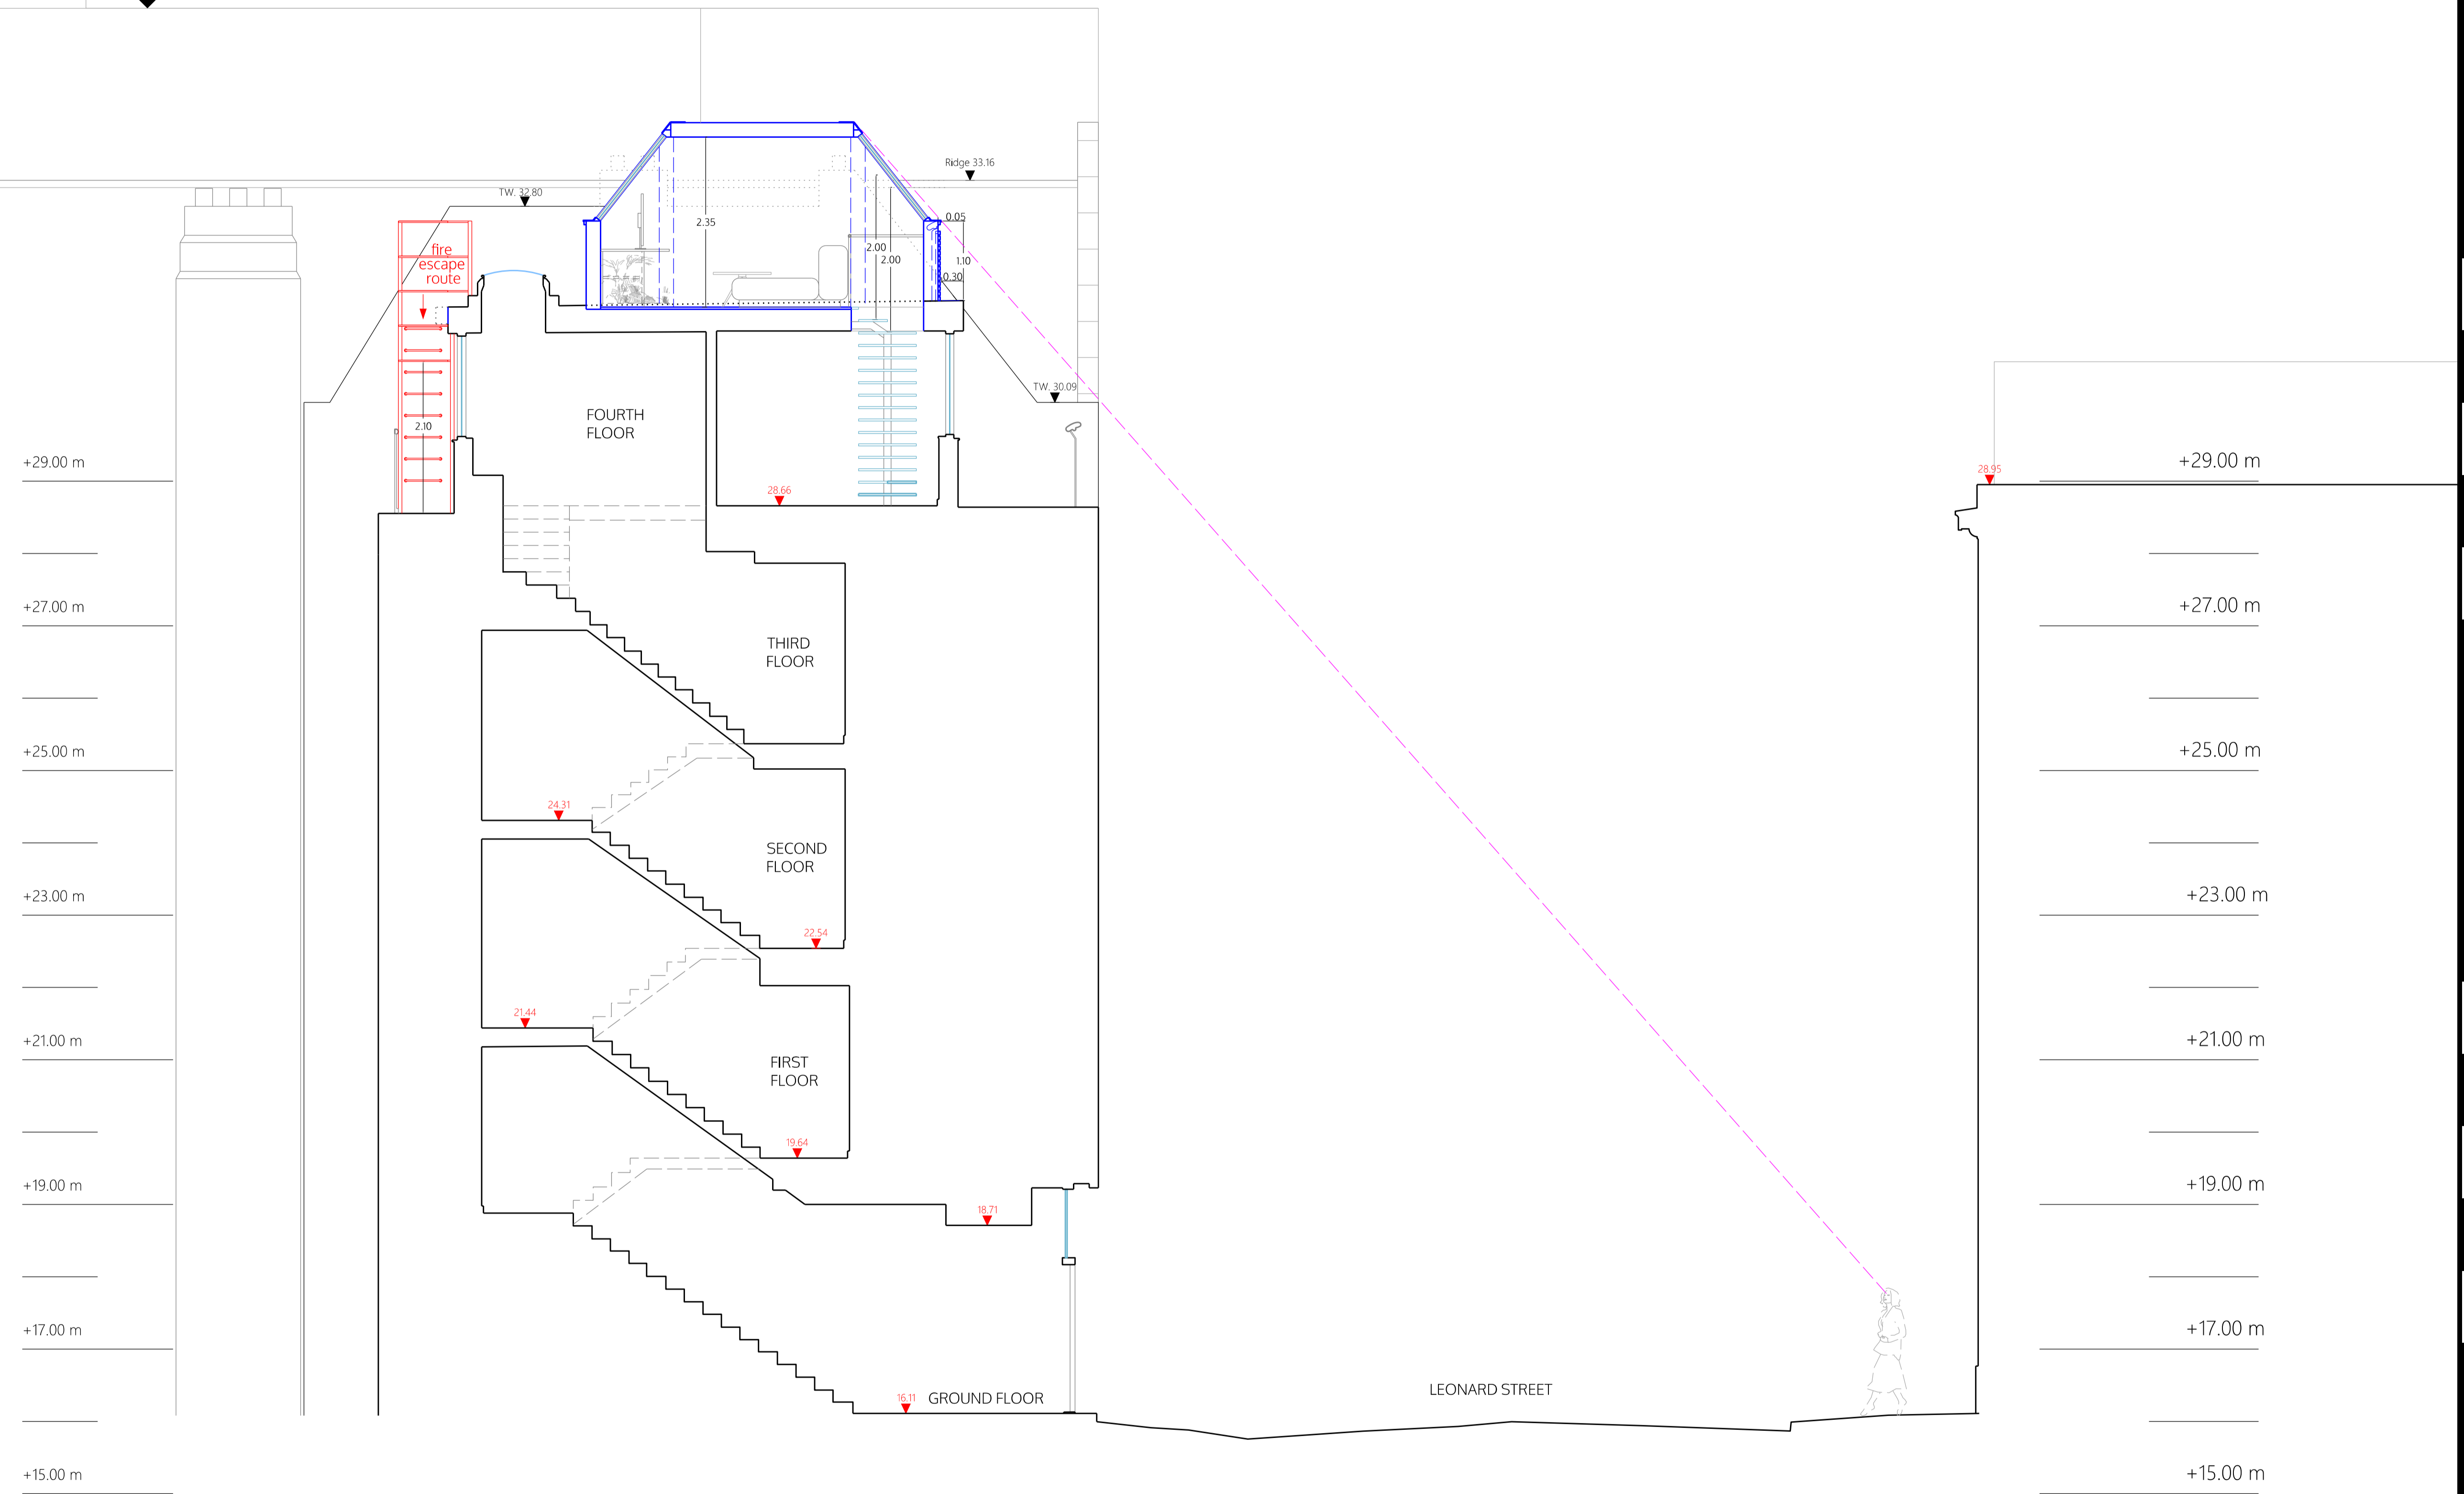 Ridge 33.16
TW. 32.80
0.05
2.35
fire
escape
route
2.00
2.00
1.10
0.30
TW. 30.09
FOURTH
FLOOR
2.10
+29.00 m
+29.00 m
28.95
28.66
+27.00 m
+27.00 m
THIRD
FLOOR
+25.00 m
+25.00 m
24.31
SECOND
FLOOR
+23.00 m
+23.00 m
22.54
21.44
+21.00 m
+21.00 m
FIRST
FLOOR
19.64
+19.00 m
+19.00 m
18.71
+17.00 m
+17.00 m
16.11
GROUND FLOOR
LEONARD STREET
+15.00 m
+15.00 m